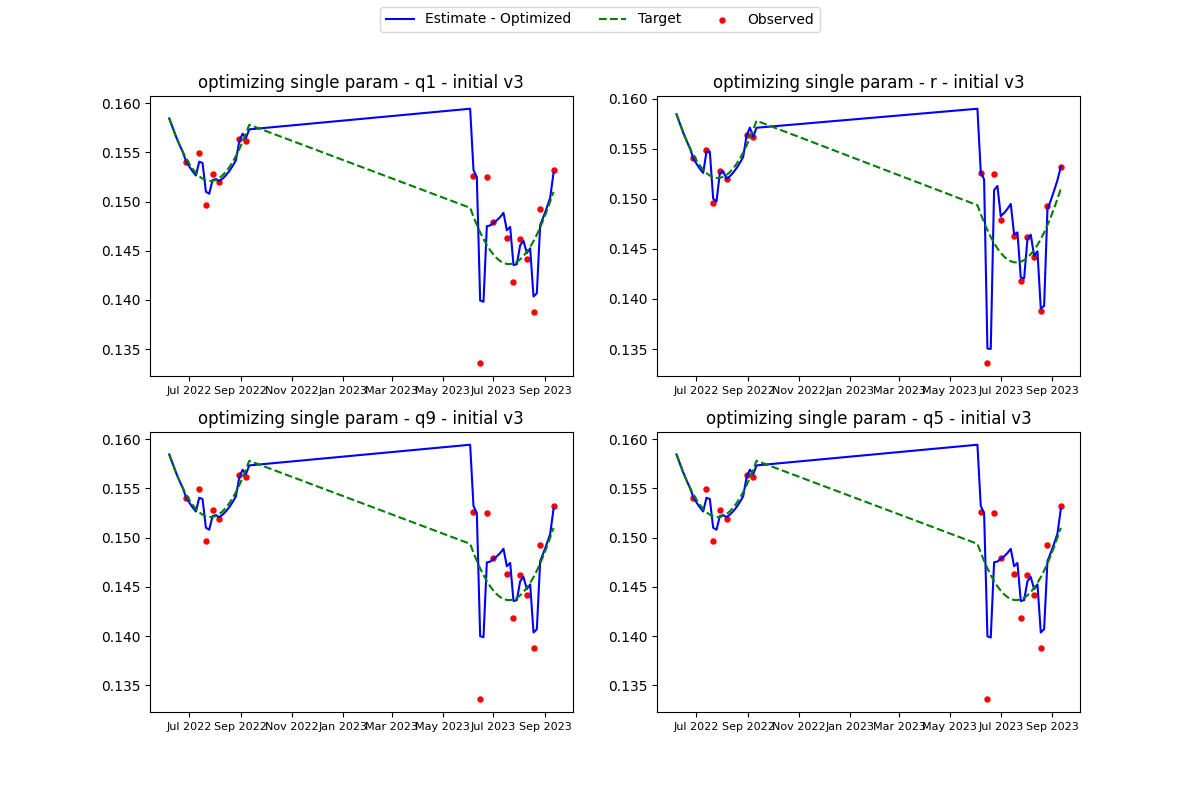 Estimate - Optimized Target Observed
optimizing single param - q1 - initial v3
0.160
0.155
0.150
0.145
0.140
0.135
Jul 2022 Sep 2022 Nov 2022 Jan 2023 Mar 2023 May 2023 Jul 2023 Sep 2023
optimizing single param - r - initial v3
0.160
0.155
0.150
0.145
0.140
0.135
Jul 2022 Sep 2022 Nov 2022 Jan 2023 Mar 2023 May 2023 Jul 2023 Sep 2023
optimizing single param - q9 - initial v3
0.160
0.155
0.150
0.145
0.140
0.135
Jul 2022 Sep 2022 Nov 2022 Jan 2023 Mar 2023 May 2023 Jul 2023 Sep 2023
optimizing single param - q5 - initial v3
0.160
0.155
0.150
0.145
0.140
0.135
Jul 2022 Sep 2022 Nov 2022 Jan 2023 Mar 2023 May 2023 Jul 2023 Sep 2023